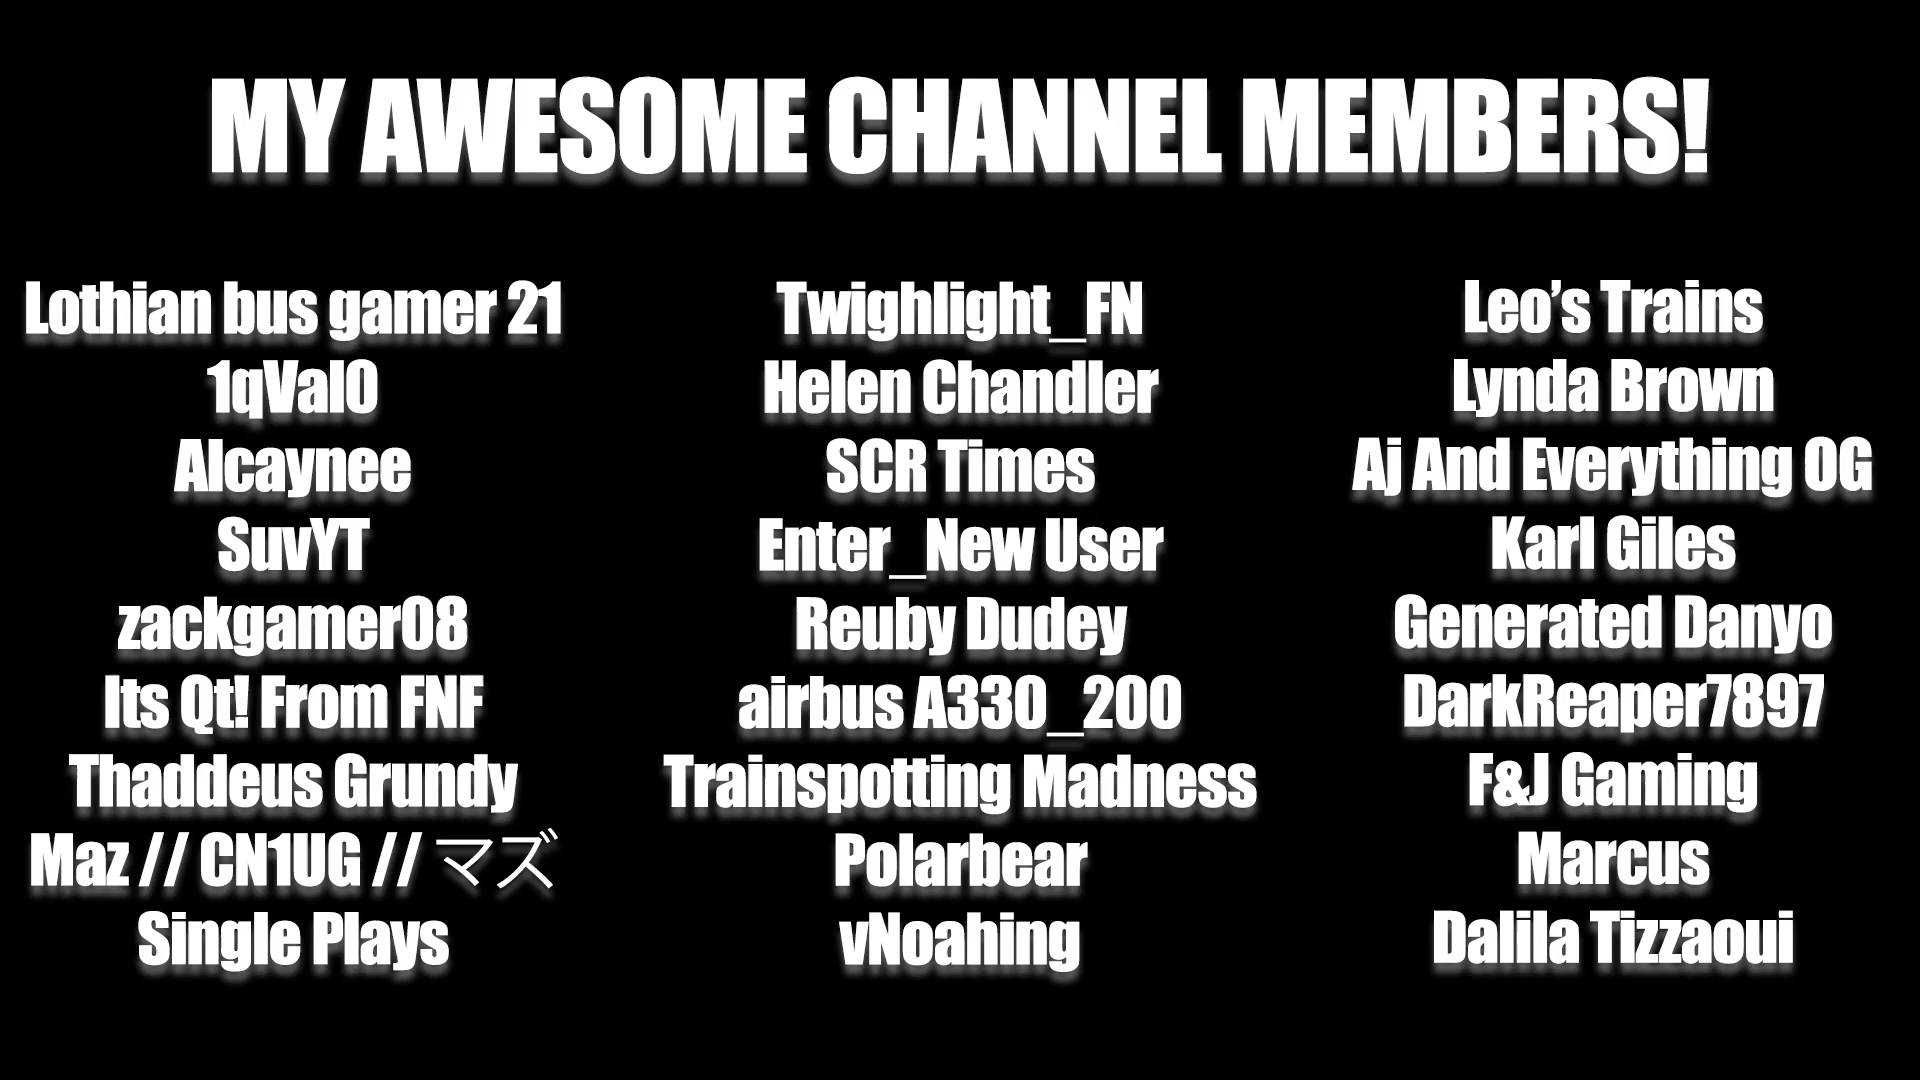 MY AWESOME CHANNEL MEMBERS!
Lothian bus gamer 21
1qVal0
Alcaynee
SuvYT
zackgamer08
Its Qt! From FNF
Thaddeus Grundy
Maz // CN1UG // マズ
Single Plays
Twighlight_FN
Helen Chandler
SCR Times
Enter_New User
Reuby Dudey
airbus A330_200
Trainspotting Madness
Polarbear
vNoahing
Leo’s Trains
Lynda Brown
Aj And Everything OG
Karl Giles
Generated Danyo
DarkReaper7897
F&J Gaming
Marcus
Dalila Tizzaoui